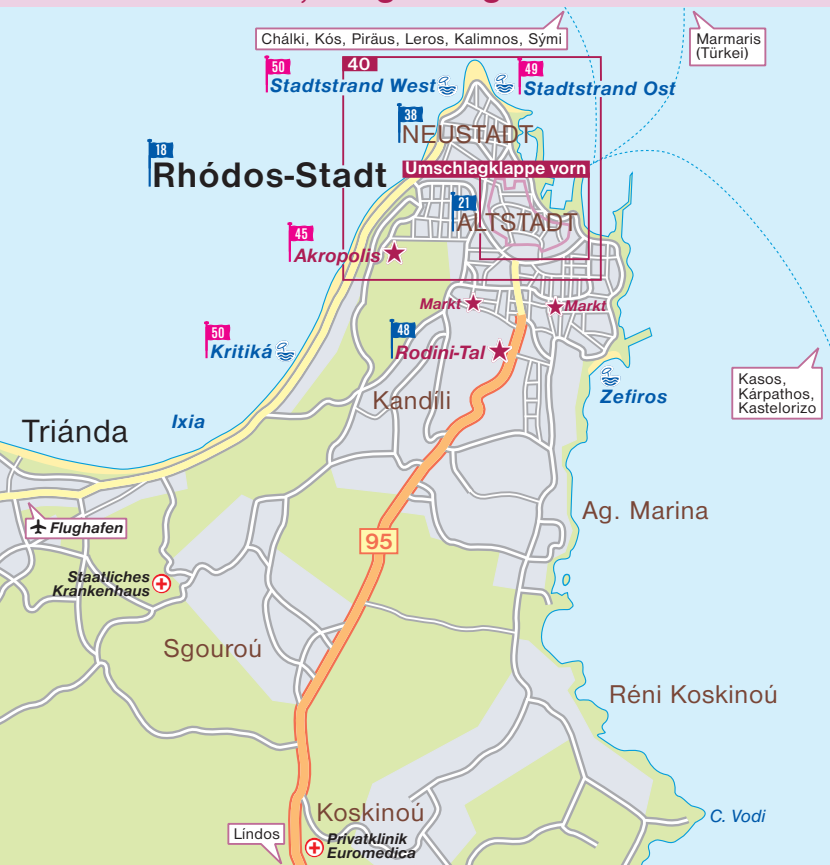 Chálki, Kós, Piräus, Leros, Kalimnos, Sými
Marmaris
(Türkei)
50
Stadtstrand West
40
49
Stadtstrand Ost
38
NEUSTADT
18
Rhódos-Stadt
Umschlagklappe vorn
21
ALTSTADT
45
Akropolis
Markt
Markt
50
Kritiká
48
Rodini-Tal
Kasos,
Kárpathos,
Kastelorizo
Zefiros
Kandíli
Ixia
Triánda
Ag. Marina
Flughafen
95
Staatliches
Krankenhaus
Sgouroú
Réni Koskinoú
Koskinoú
C. Vodi
Líndos
Privatklinik
Euromedica